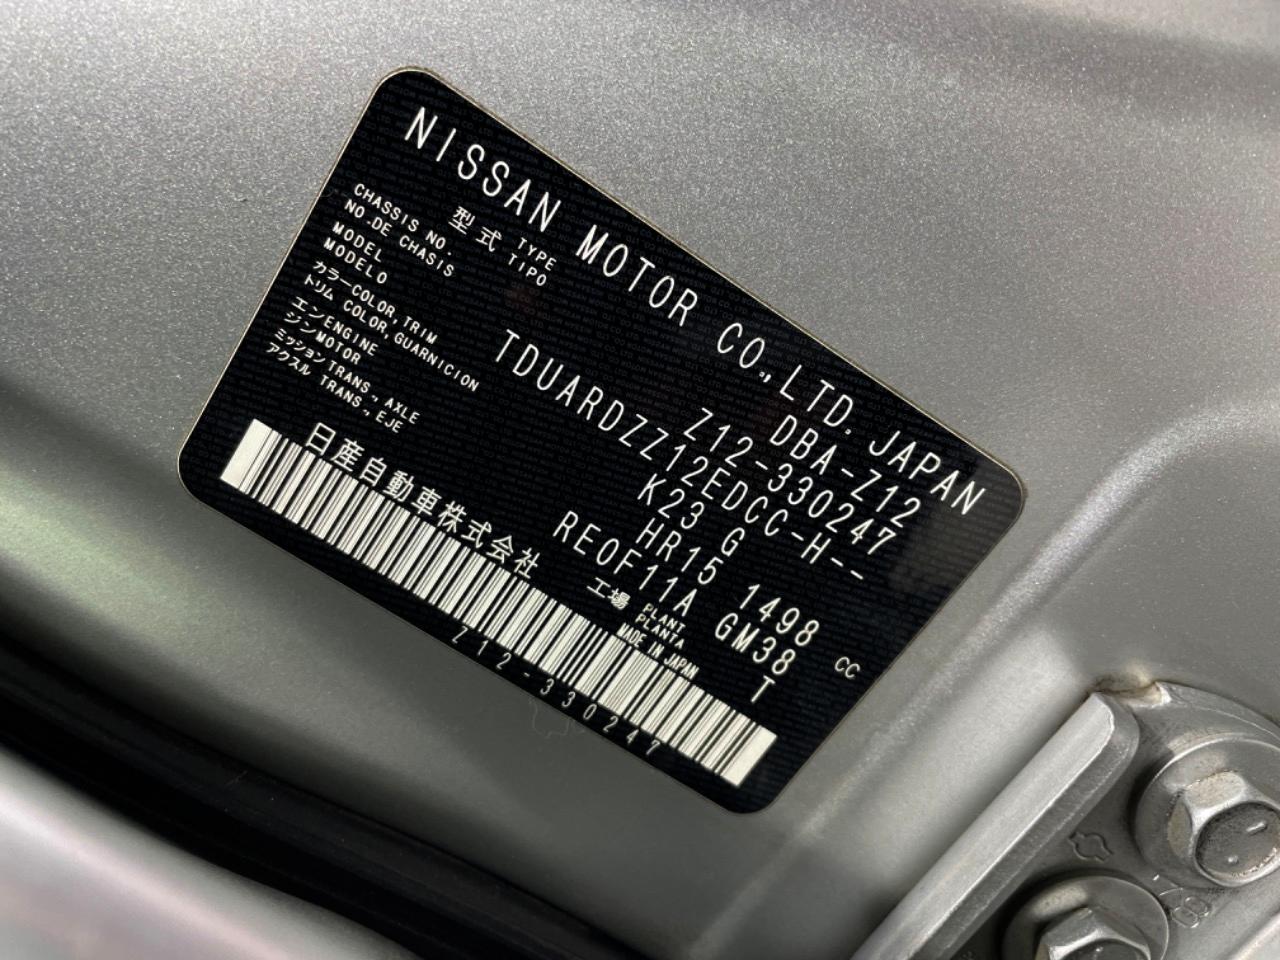 NISSAN MOTOR CO.,LTD. JAPAN
型式 TYPE TIPO DBA-Z12
CHASSIS NO. NO.DE CHASIS Z12-330247
MODEL MODELO TDUARDZZ12EDCC-H--
カラー COLOR,TRIM トリム COLOR,GUARNICION K23 G
エンジン ENGINE MOTOR HR15 1498 CC
ミッション TRANS., AXLE アクスル TRANS., EJE RE0F11A GM38
工場 PLANT PLANTA T
日産自動車株式会社 MADE IN JAPAN
Z12-330247